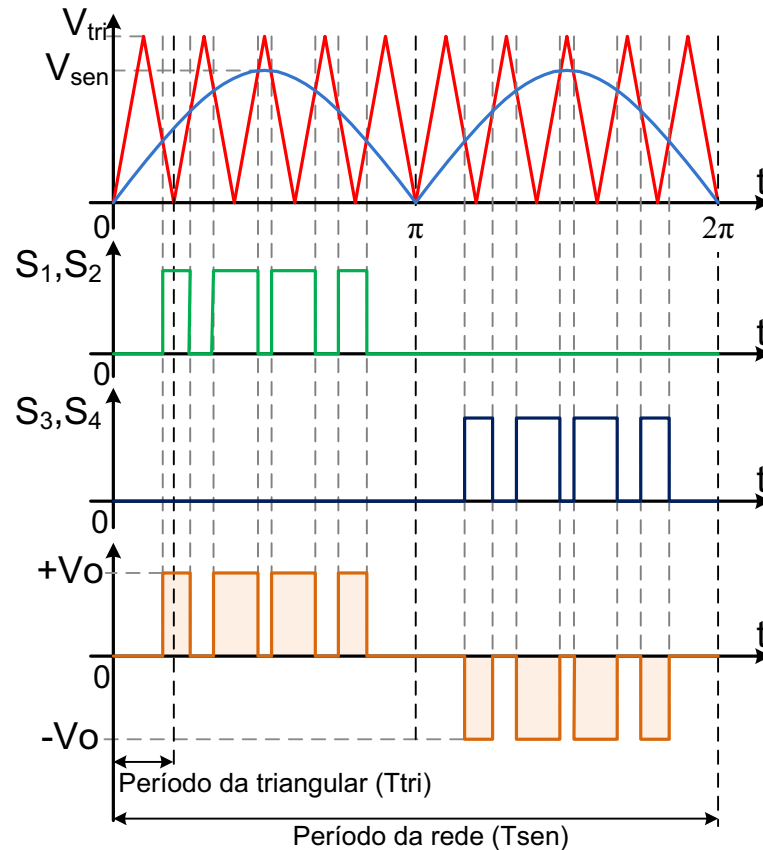 Vtri
Vsen
t
0
π
2π
S1,S2
t
0
S3,S4
t
0
+Vo
t
0
-Vo
Período da triangular (Ttri)
Período da rede (Tsen)